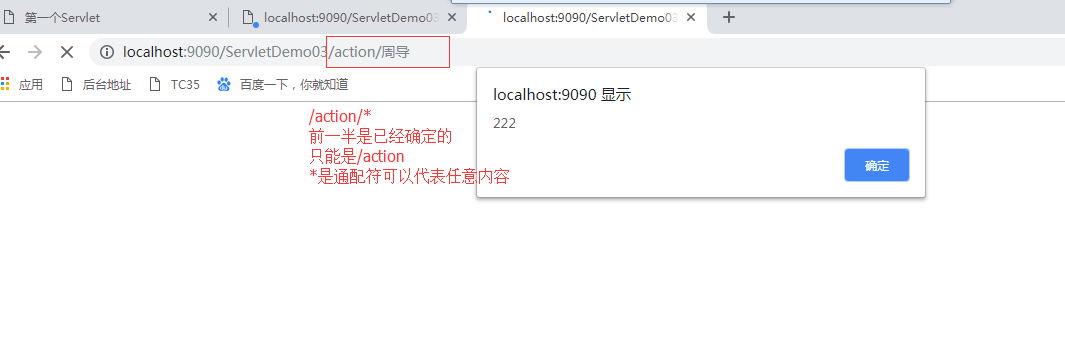 第一个Servlet
localhost:9090/ServletDemo03
localhost:9090/ServletDemo03
localhost:9090/ServletDemo03/action/周导
应用
后台地址
TC35
百度一下，你就知道
/action/*
前一半是已经确定的
只能是/action
*是通配符可以代表任意内容
localhost:9090 显示
222
确定